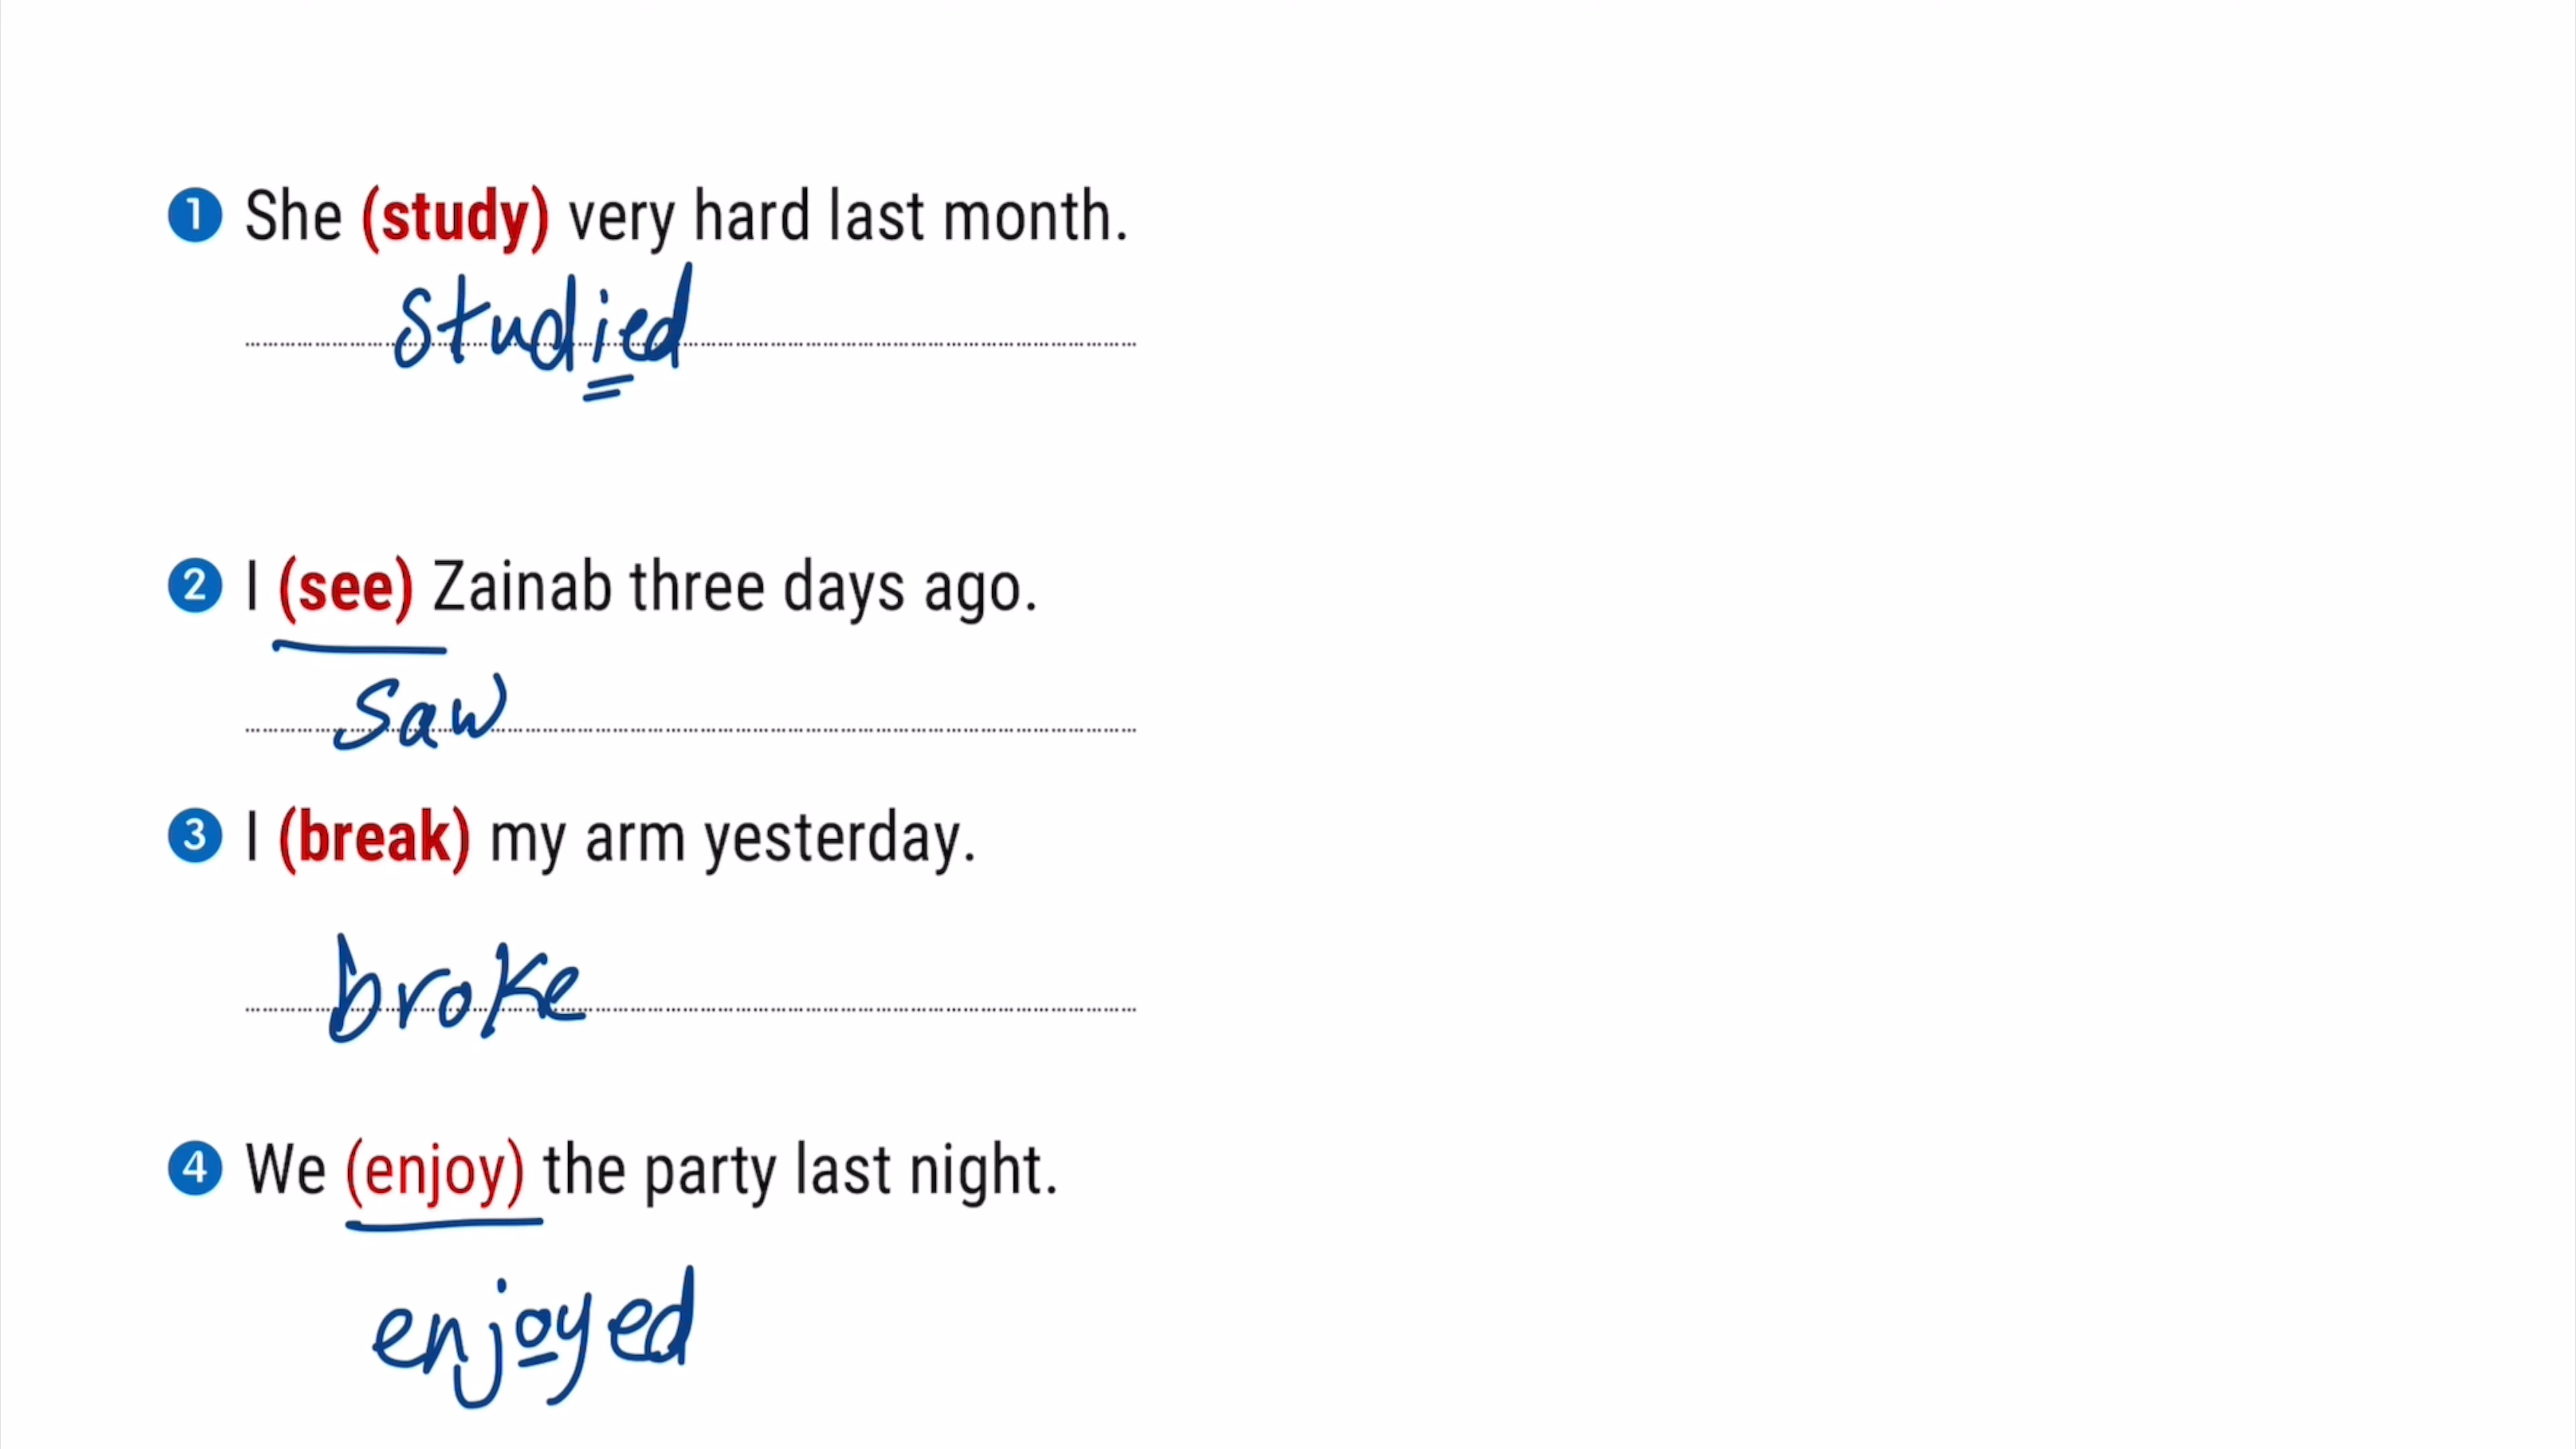 1 She (study) very hard last month.
studied
2 I (see) Zainab three days ago.
saw
3 I (break) my arm yesterday.
broke
4 We (enjoy) the party last night.
enjoyed